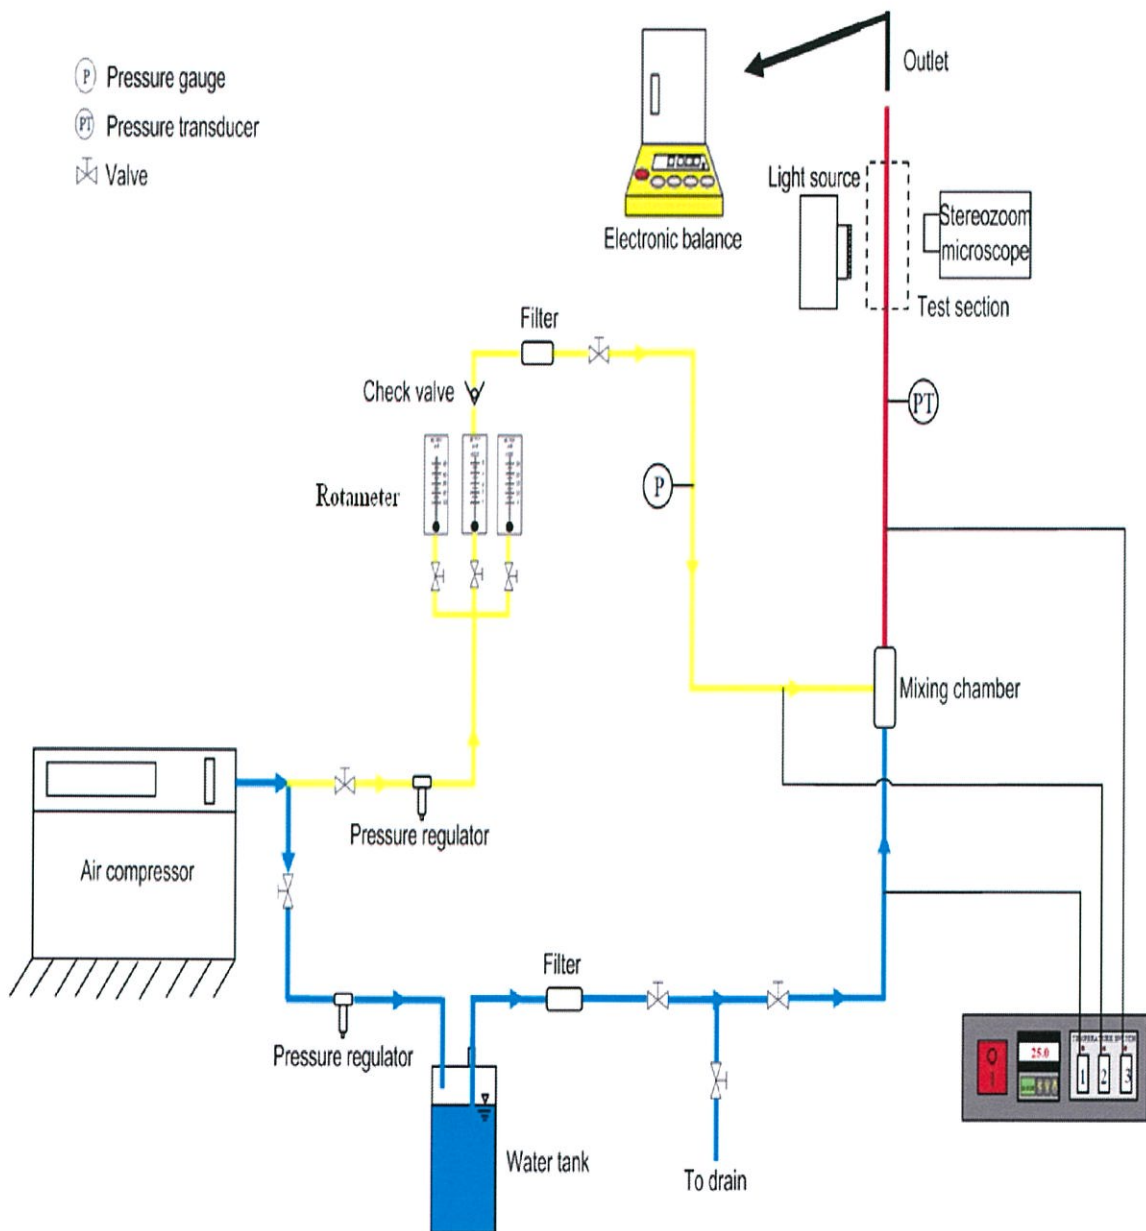 P Pressure gauge
PT Pressure transducer
Valve
Outlet
Light source
Stereozoom
microscope
Electronic balance
Test section
Filter
Check valve
PT
P
Rotameter
Mixing chamber
Pressure regulator
Air compressor
Filter
Pressure regulator
25.0
1 2 3
Water tank
To drain